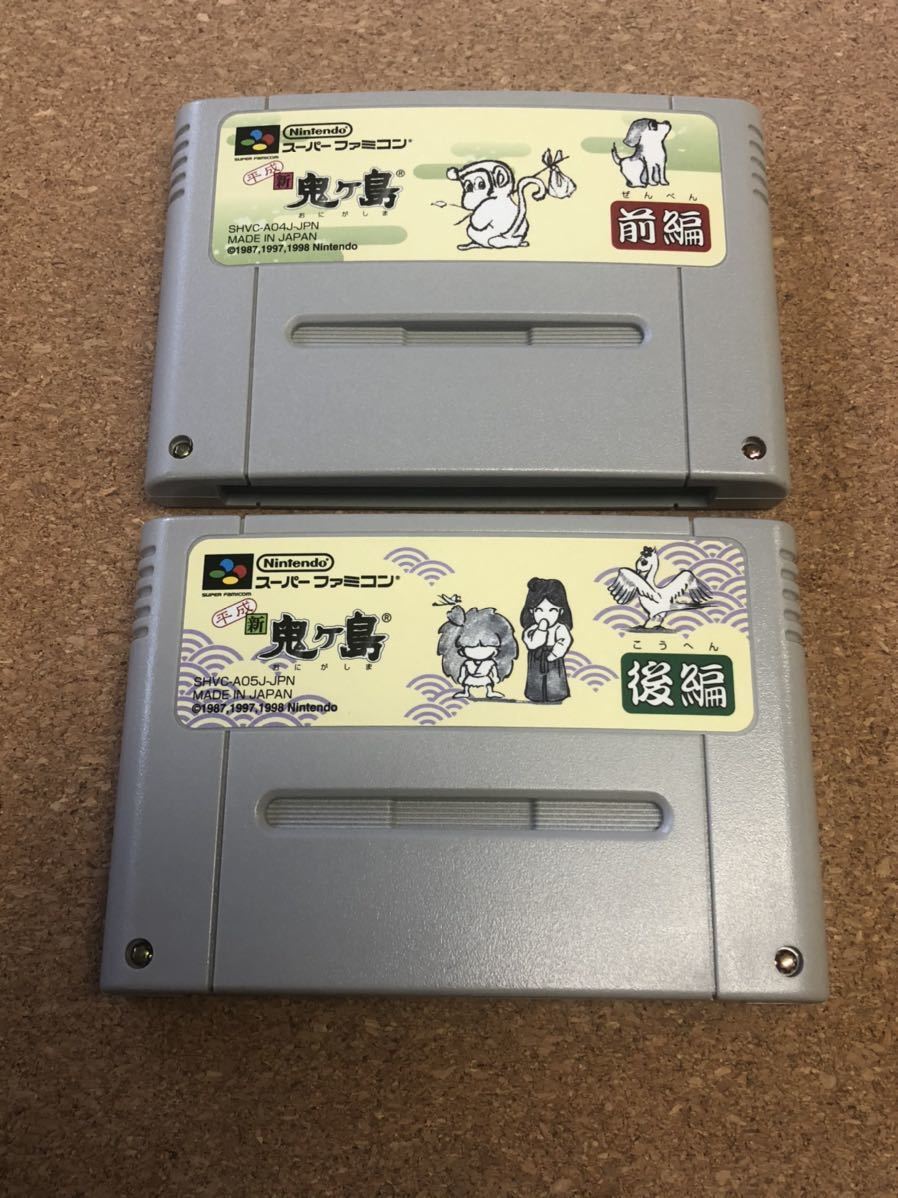 Nintendo
スーパーファミコン®
SUPER FAMICOM
平成
新
鬼ヶ島®
おにがしま
SHVC-A04J-JPN
MADE IN JAPAN
©1987,1997,1998 Nintendo
ぜんぺん
前編
Nintendo
スーパーファミコン®
SUPER FAMICOM
平成
新
鬼ヶ島®
おにがしま
SHVC-A05J-JPN
MADE IN JAPAN
©1987,1997,1998 Nintendo
こうへん
後編